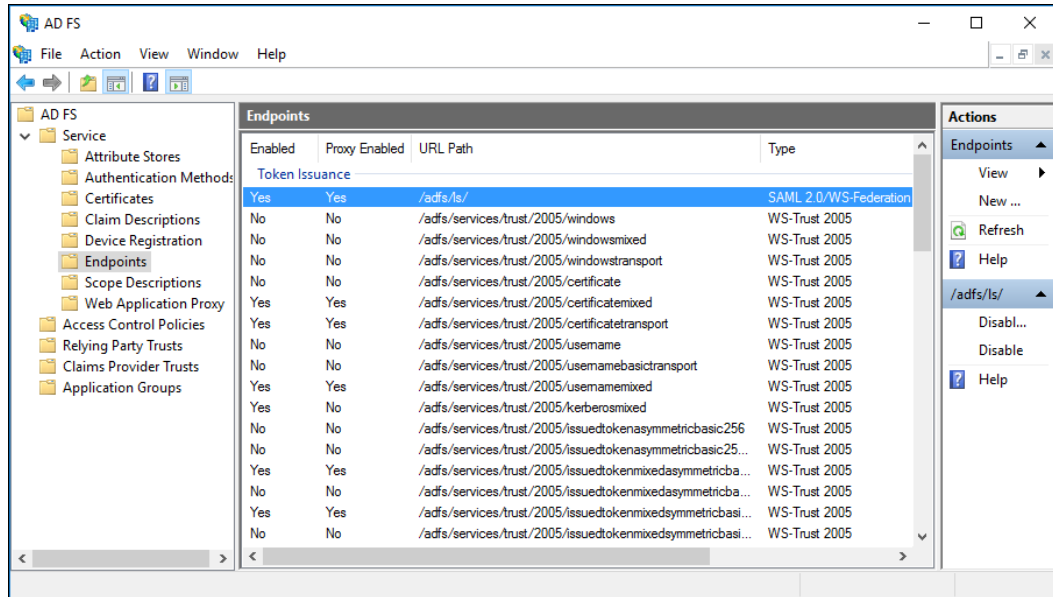 AD FS
File Action View Window Help
AD FS
Service
Attribute Stores
Authentication Methods
Certificates
Claim Descriptions
Device Registration
Endpoints
Scope Descriptions
Web Application Proxy
Access Control Policies
Relying Party Trusts
Claims Provider Trusts
Application Groups
Endpoints
Enabled Proxy Enabled URL Path Type
Token Issuance
Yes Yes /adfs/ls/ SAML 2.0/WS-Federation
No No /adfs/services/trust/2005/windows WS-Trust 2005
No No /adfs/services/trust/2005/windowsmixed WS-Trust 2005
No No /adfs/services/trust/2005/windowstransport WS-Trust 2005
No No /adfs/services/trust/2005/certificate WS-Trust 2005
Yes Yes /adfs/services/trust/2005/certificatemixed WS-Trust 2005
Yes Yes /adfs/services/trust/2005/certificatetransport WS-Trust 2005
No No /adfs/services/trust/2005/username WS-Trust 2005
No No /adfs/services/trust/2005/usernamebasictransport WS-Trust 2005
Yes Yes /adfs/services/trust/2005/usernamemixed WS-Trust 2005
Yes No /adfs/services/trust/2005/kerberosmixed WS-Trust 2005
No No /adfs/services/trust/2005/issuedtokenasymmetricbasic256 WS-Trust 2005
No No /adfs/services/trust/2005/issuedtokenasymmetricbasic25... WS-Trust 2005
Yes Yes /adfs/services/trust/2005/issuedtokenmixedasymmetricba... WS-Trust 2005
No No /adfs/services/trust/2005/issuedtokenmixedasymmetricba... WS-Trust 2005
Yes Yes /adfs/services/trust/2005/issuedtokenmixedsymmetricbasi... WS-Trust 2005
No No /adfs/services/trust/2005/issuedtokenmixedsymmetricbasi... WS-Trust 2005
Actions
Endpoints
View
New ...
Refresh
Help
/adfs/ls/
Disabl...
Disable
Help